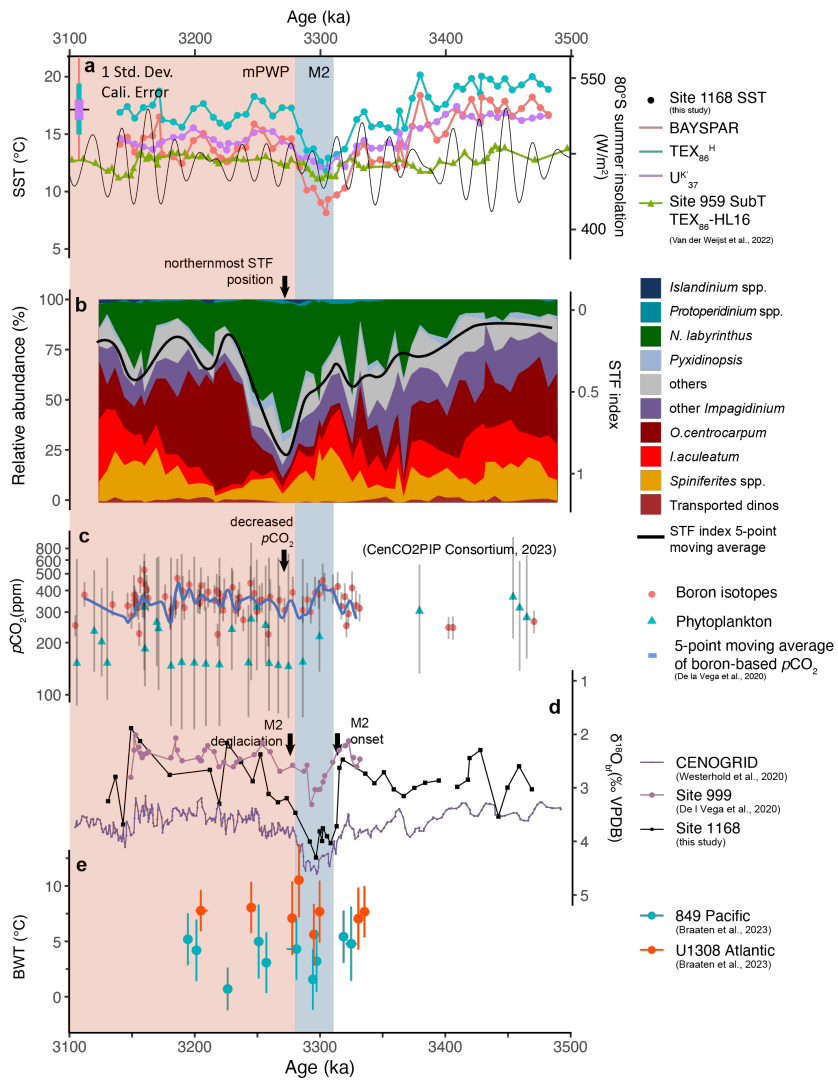 Age (ka)
3100
3200
3300
3400
3500
a
1 Std. Dev.
Cali. Error
mPWP
M2
20
15
10
5
SST (°C)
550
400
80°S summer insolation
(W/m²)
Site 1168 SST
(this study)
BAYSPAR
TEX₈₆ᴴ
Uᴷ'₃₇
Site 959 SubT
TEX₈₆-HL16
(Van der Weijst et al., 2022)
northernmost STF
position
b
100
75
50
25
0
Relative abundance (%)
0
0.5
1
STF index
Islandinium spp.
Protoperidinium spp.
N. labyrinthus
Pyxidinopsis
others
other Impagidinium
O.centrocarpum
I.aculeatum
Spiniferites spp.
Transported dinos
STF index 5-point
moving average
c
decreased
pCO₂
(CenCO2PIP Consortium, 2023)
800
600
500
400
300
200
100
pCO₂(ppm)
Boron isotopes
Phytoplankton
5-point moving average
of boron-based pCO₂
(De la Vega et al., 2020)
d
M2
deglaciation
M2
onset
1
2
3
4
5
δ¹⁸O_bf(‰ VPDB)
CENOGRID
(Westerhold et al., 2020)
Site 999
(De l Vega et al., 2020)
Site 1168
(this study)
e
10
5
0
BWT (°C)
849 Pacific
(Braaten et al., 2023)
U1308 Atlantic
(Braaten et al., 2023)
3100
3200
3300
3400
3500
Age (ka)